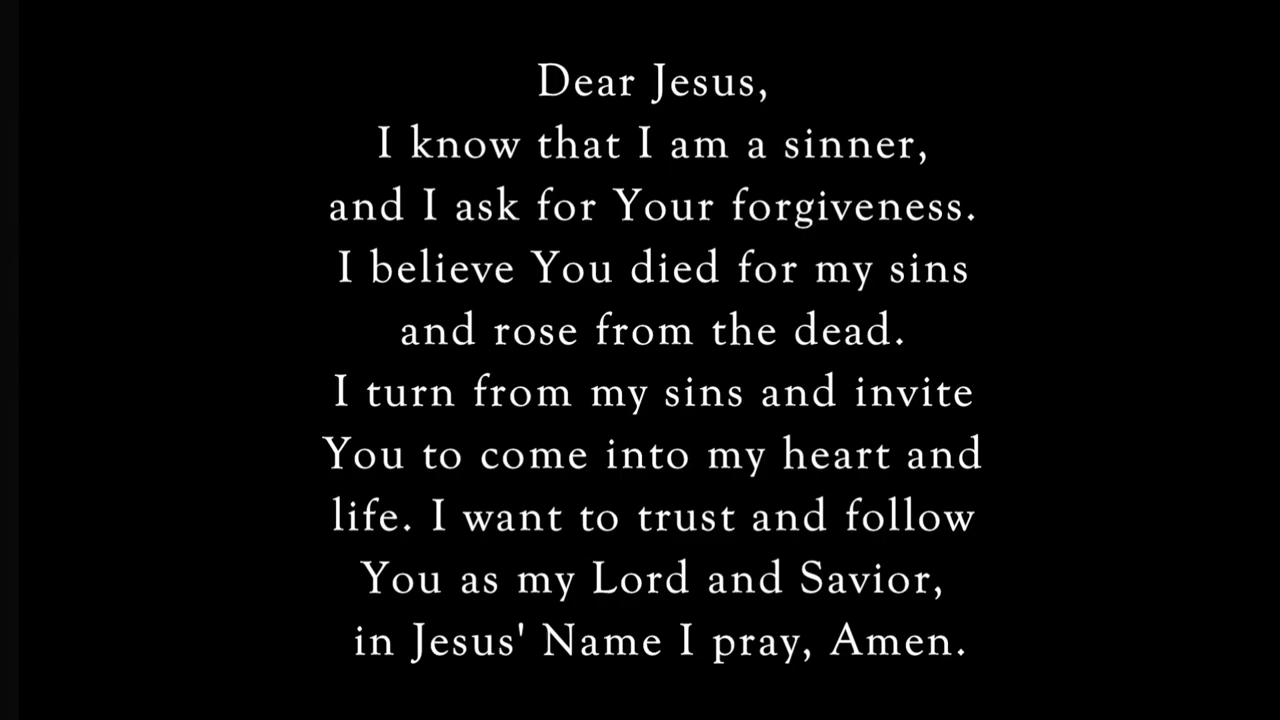 Dear Jesus,
I know that I am a sinner,
and I ask for Your forgiveness.
I believe You died for my sins
and rose from the dead.
I turn from my sins and invite
You to come into my heart and
life. I want to trust and follow
You as my Lord and Savior,
in Jesus' Name I pray, Amen.